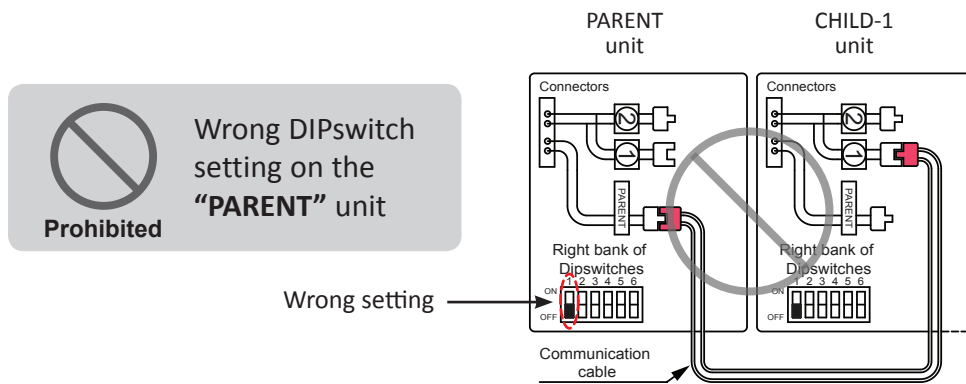 PARENT
unit
CHILD-1
unit
Prohibited
Wrong DIPswitch
setting on the
“PARENT” unit
Connectors
2
1
PARENT
Right bank of
Dipswitches
1 2 3 4 5 6
ON
OFF
Wrong setting
Connectors
2
1
PARENT
Right bank of
Dipswitches
1 2 3 4 5 6
ON
OFF
Communication
cable